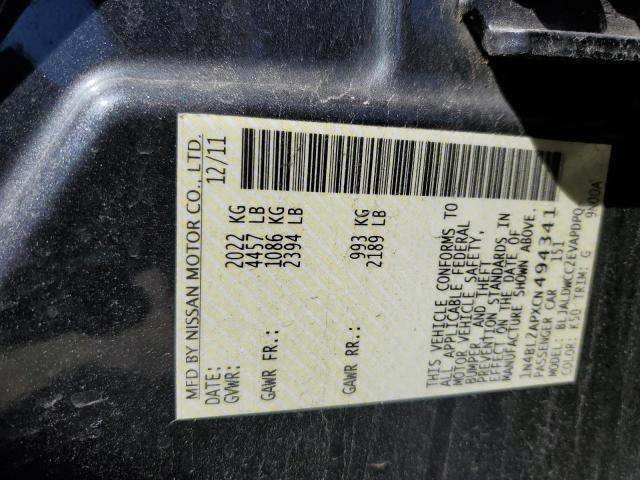 MFD BY NISSAN MOTOR CO., LTD.
DATE: 12/11
GVWR: 2022 KG
4457 LB
GAWR FR.: 1086 KG
2394 LB
GAWR RR.: 993 KG
2189 LB
THIS VEHICLE CONFORMS TO
ALL APPLICABLE FEDERAL
MOTOR VEHICLE SAFETY,
BUMPER, AND THEFT
PREVENTION STANDARDS IN
EFFECT ON THE DATE OF
MANUFACTURE SHOWN ABOVE.
1N4BL2APXCN494341
PASSENGER CAR 1S1
MODEL: BL1JALDWCCZEVAPDPQ
COLOR: K50 TRIM: G